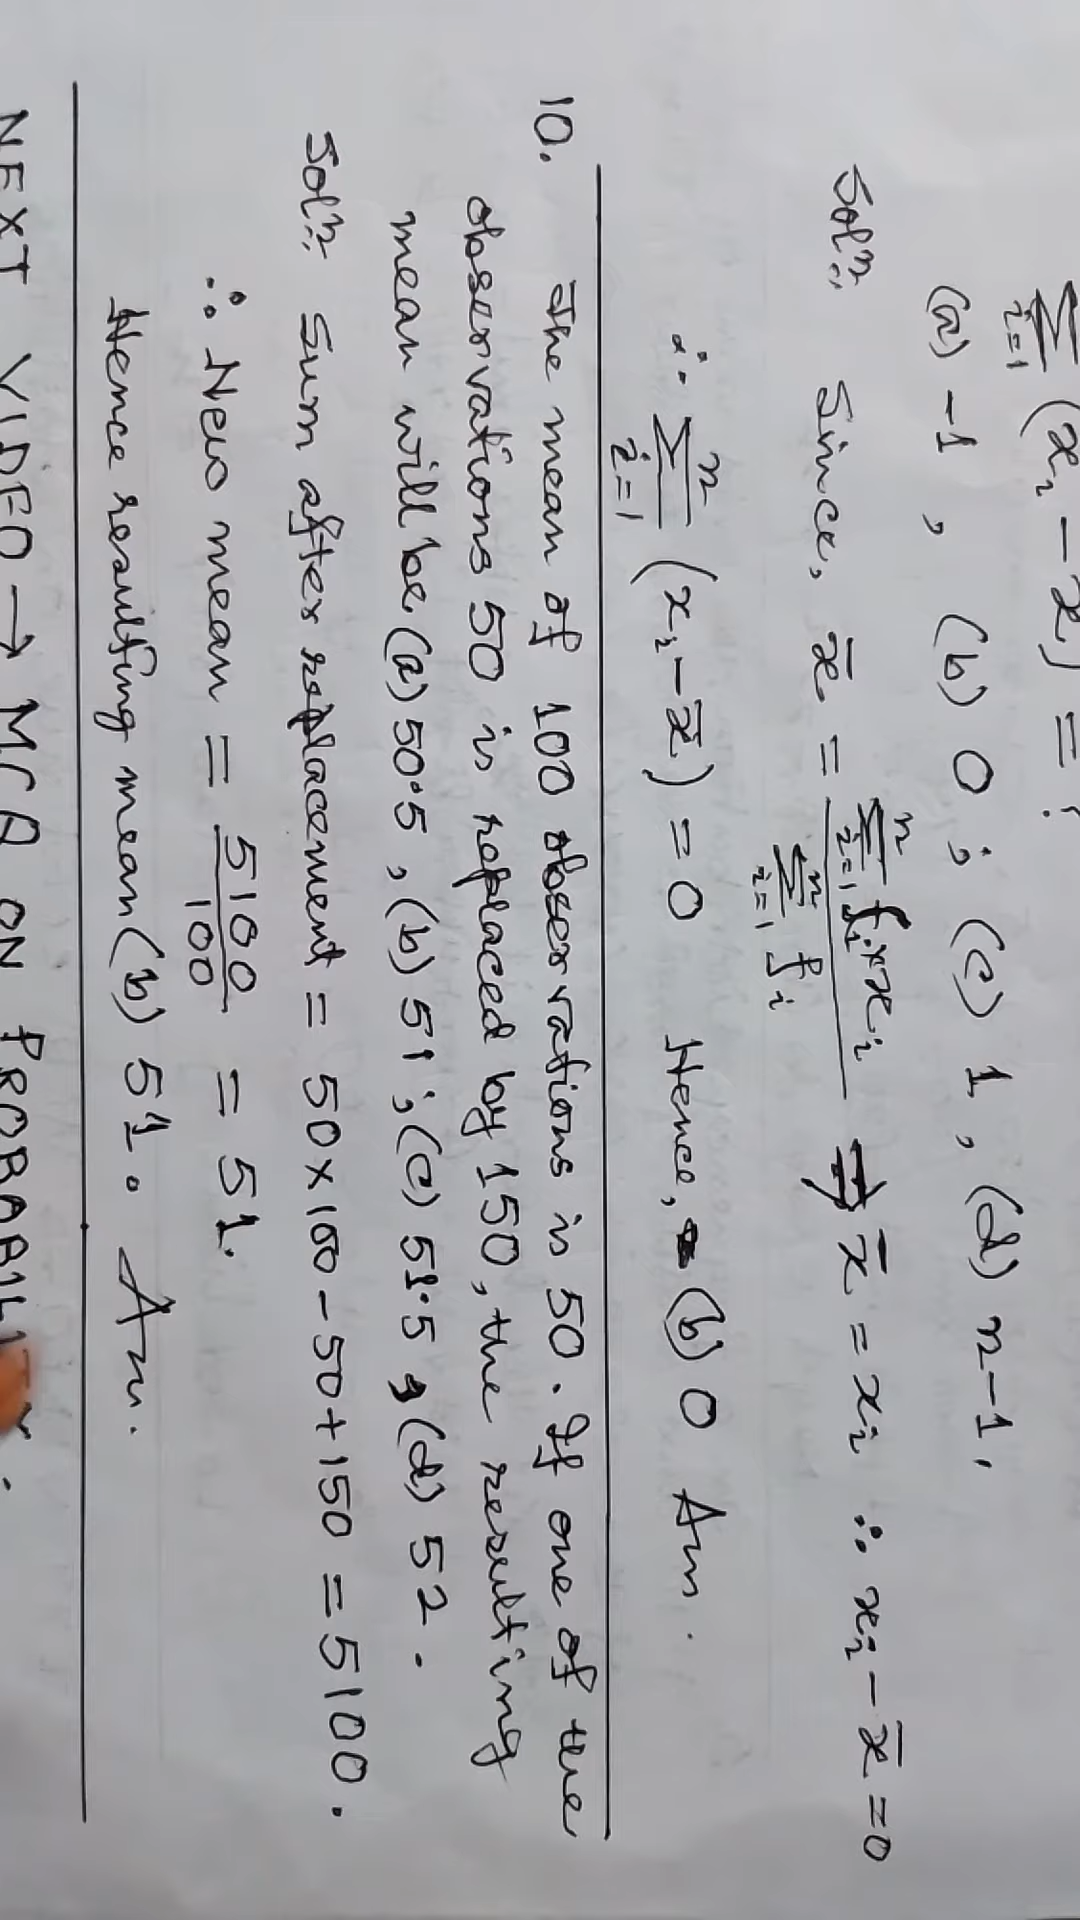 ∑ (xᵢ - x̄) = ?
i=1
(a) -1 , (b) 0 ; (c) 1 , (d) n-1.
Solⁿ: Since, x̄ = ∑ⁿᵢ₌₁ fᵢ × xᵢ / ∑ⁿᵢ₌₁ fᵢ ⇒ x̄ = xᵢ ∴ xᵢ - x̄ = 0
∴ ∑ⁿᵢ₌₁ (xᵢ - x̄) = 0 Hence, (b) 0 Ans.
10. The mean of 100 observations is 50. If one of the
observations 50 is replaced by 150, the resulting
mean will be (a) 50.5 , (b) 51 ; (c) 51.5 , (d) 52 .
Solⁿ: Sum after replacement = 50×100 - 50 + 150 = 5100 .
∴ New mean = 5100/100 = 51.
Hence resulting mean (b) 51. Ans.
NEXT VIDEO → MCQ ON PROBABILITY.